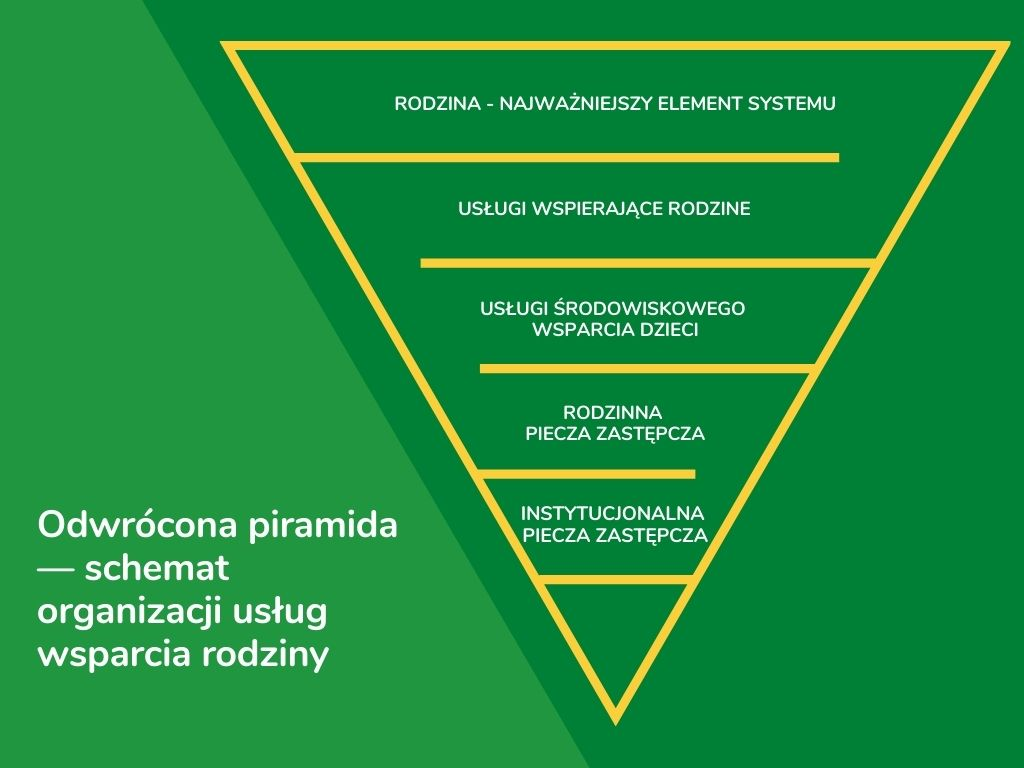 RODZINA - NAJWAŻNIEJSZY ELEMENT SYSTEMU
USŁUGI WSPIERAJĄCE RODZINE
USŁUGI ŚRODOWISKOWEGO
WSPARCIA DZIECI
RODZINNA
PIECZA ZASTĘPCZA
INSTYTUCJONALNA
PIECZA ZASTĘPCZA
Odwrócona piramida
— schemat
organizacji usług
wsparcia rodziny